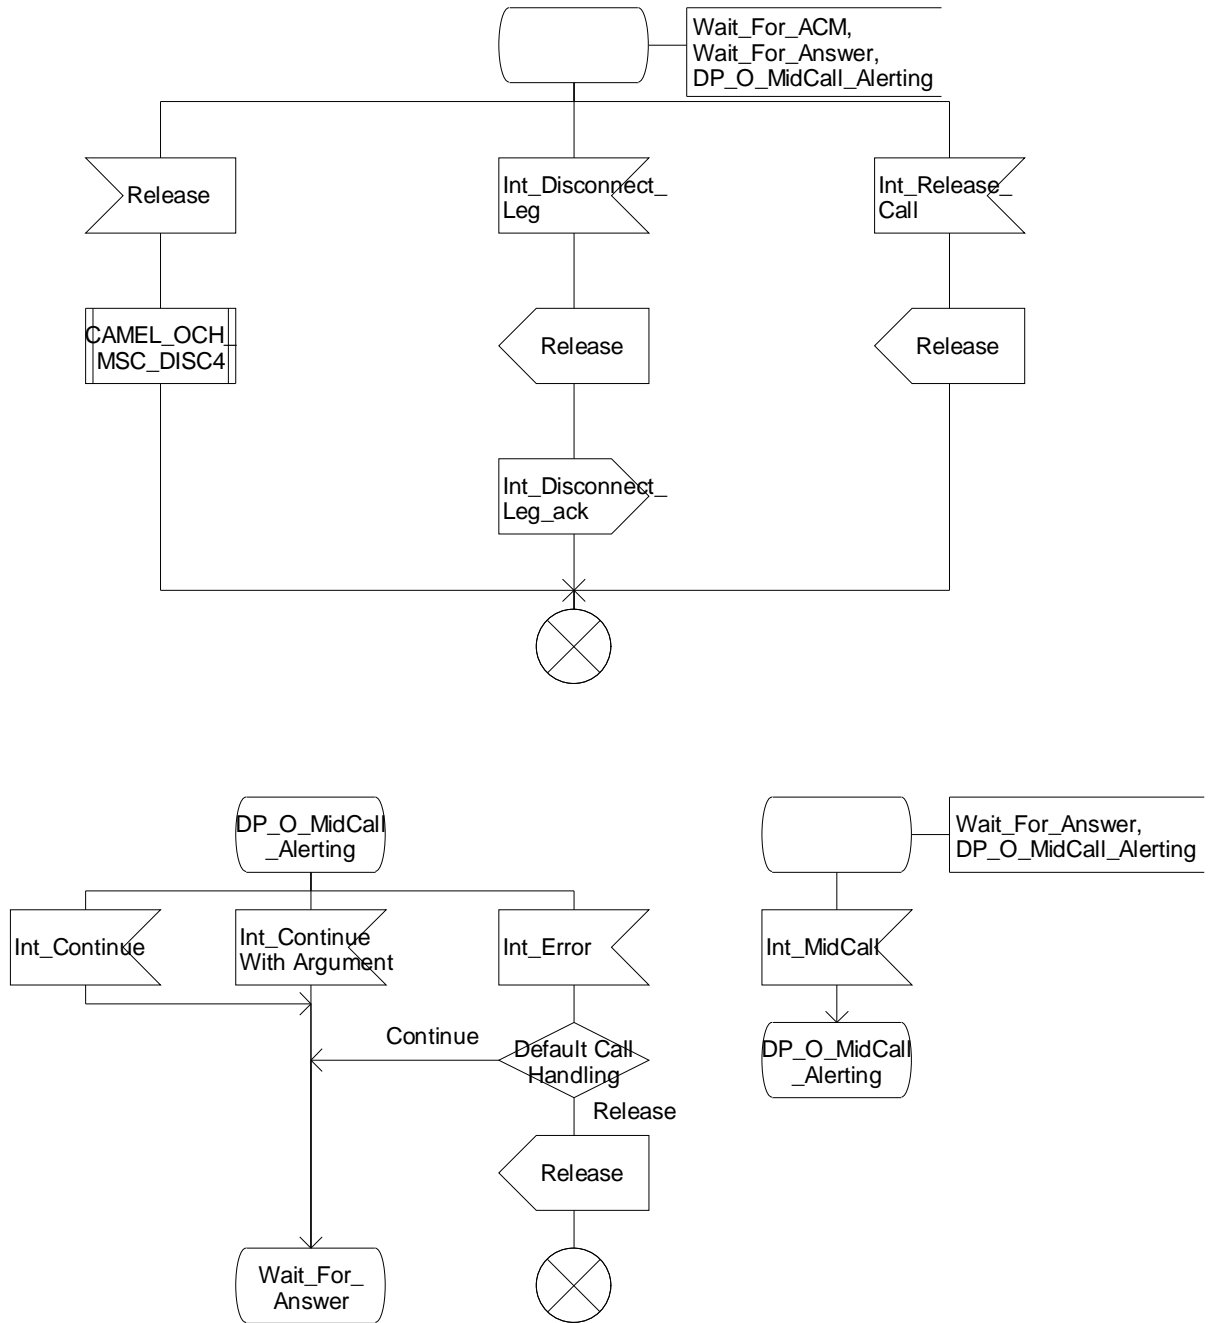 Wait_For_ACM,
Wait_For_Answer,
DP_O_MidCall_Alerting
Release
Int_Disconnect_
Leg
Int_Release_
Call
CAMEL_OCH_
MSC_DISC4
Release
Release
Int_Disconnect_
Leg_ack
DP_O_MidCall
_Alerting
Wait_For_Answer,
DP_O_MidCall_Alerting
Int_Continue
Int_Continue
With Argument
Int_Error
Int_MidCall
Continue
Default Call
Handling
DP_O_MidCall
_Alerting
Release
Release
Wait_For_
Answer